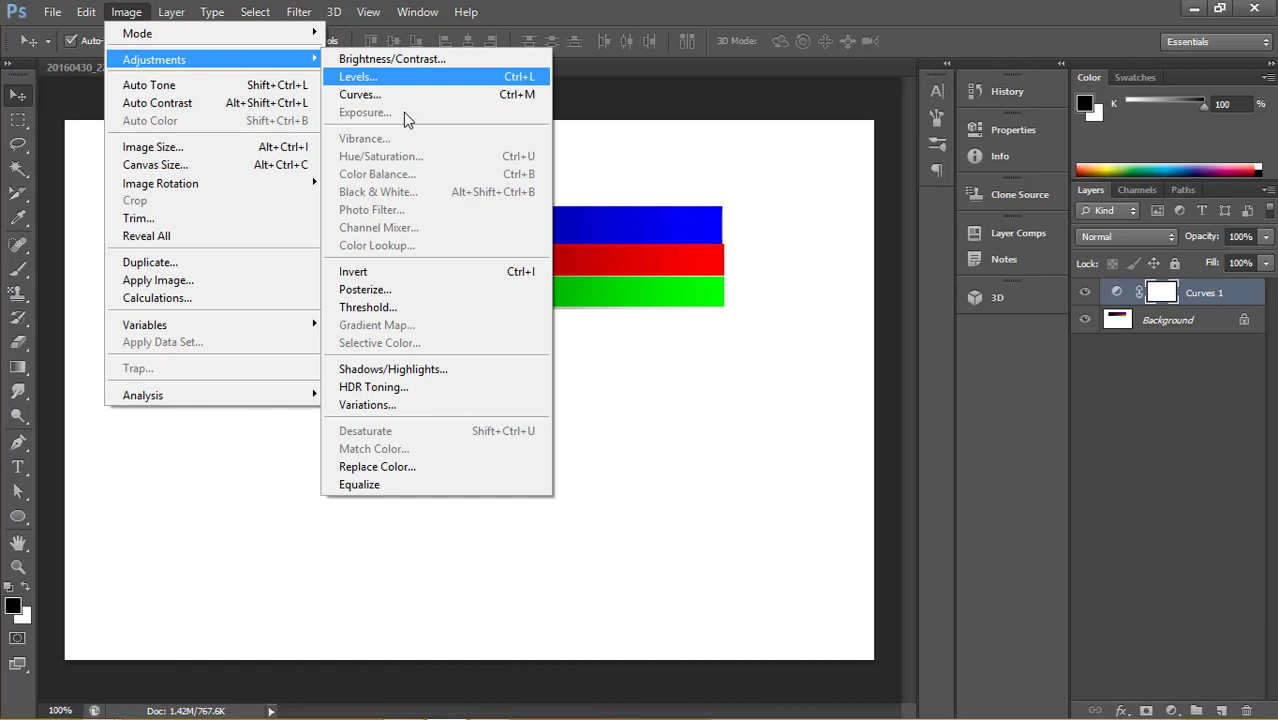 Ps File Edit Image Layer Type Select Filter 3D View Window Help
Auto-
3D Mode:
Essentials
20160430_2
Mode
Adjustments
Auto Tone Shift+Ctrl+L
Auto Contrast Alt+Shift+Ctrl+L
Auto Color Shift+Ctrl+B
Image Size... Alt+Ctrl+I
Canvas Size... Alt+Ctrl+C
Image Rotation
Crop
Trim...
Reveal All
Duplicate...
Apply Image...
Calculations...
Variables
Apply Data Set...
Trap...
Analysis
Brightness/Contrast...
Levels... Ctrl+L
Curves... Ctrl+M
Exposure...
Vibrance...
Hue/Saturation... Ctrl+U
Color Balance... Ctrl+B
Black & White... Alt+Shift+Ctrl+B
Photo Filter...
Channel Mixer...
Color Lookup...
Invert Ctrl+I
Posterize...
Threshold...
Gradient Map...
Selective Color...
Shadows/Highlights...
HDR Toning...
Variations...
Desaturate Shift+Ctrl+U
Match Color...
Replace Color...
Equalize
History
Properties
Info
Clone Source
Layer Comps
Notes
3D
Color Swatches
K 100 %
Layers Channels Paths
Kind
Normal Opacity: 100%
Lock: Fill: 100%
Curves 1
Background
100% Doc: 1.42M/767.6K